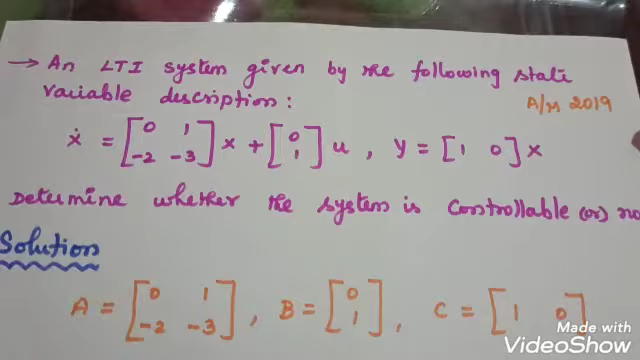 → An LTI system given by the following state
variable description:
A/M 2019
ẋ = [0 1 -2 -3] x + [0 1] u, y = [1 0] x
Determine whether the system is controllable (or) no
Solution
A = [0 1 -2 -3], B = [0 1], C = [1 0]
Made with
VideoShow